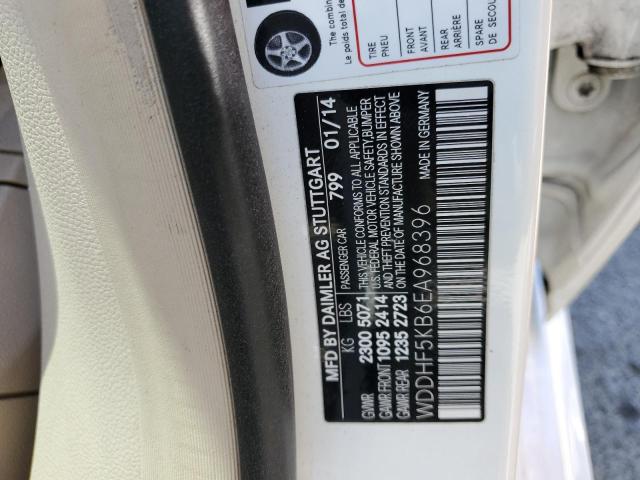 The combin
Le poids total de
TIRE
PNEU
FRONT
AVANT
REAR
ARRIÈRE
SPARE
DE SECOU
MFD BY DAIMLER AG STUTTGART
PASSENGER CAR 799 01/14
KG LBS
GVWR 2300 5071
GAWR FRONT 1095 2414
GAWR REAR 1235 2723
THIS VEHICLE CONFORMS TO ALL APPLICABLE
U.S. FEDERAL MOTOR VEHICLE SAFETY, BUMPER
AND THEFT PREVENTION STANDARDS IN EFFECT
ON THE DATE OF MANUFACTURE SHOWN ABOVE
MADE IN GERMANY
WDDHF5KB6EA968396